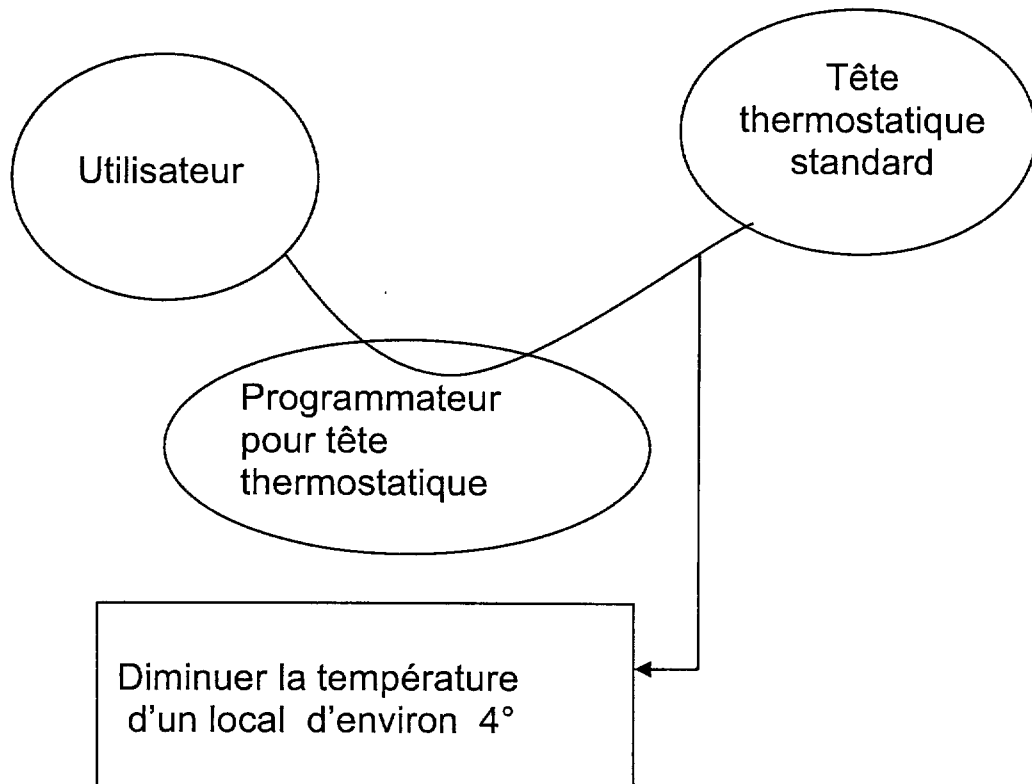 Utilisateur
Tête
thermostatique
standard
Programmateur
pour tête
thermostatique
Diminuer la température
d'un local d'environ 4°